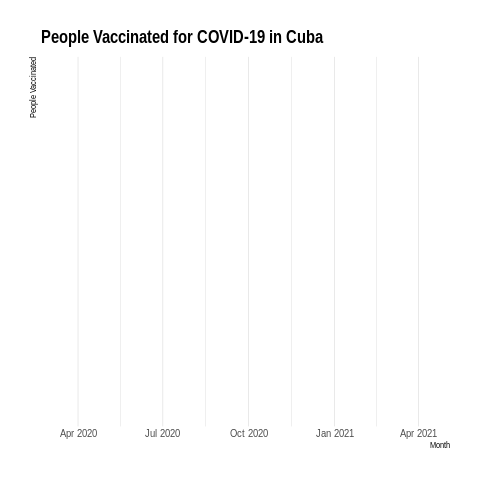 People Vaccinated for COVID-19 in Cuba
People Vaccinated
Apr 2020 Jul 2020 Oct 2020 Jan 2021 Apr 2021
Month